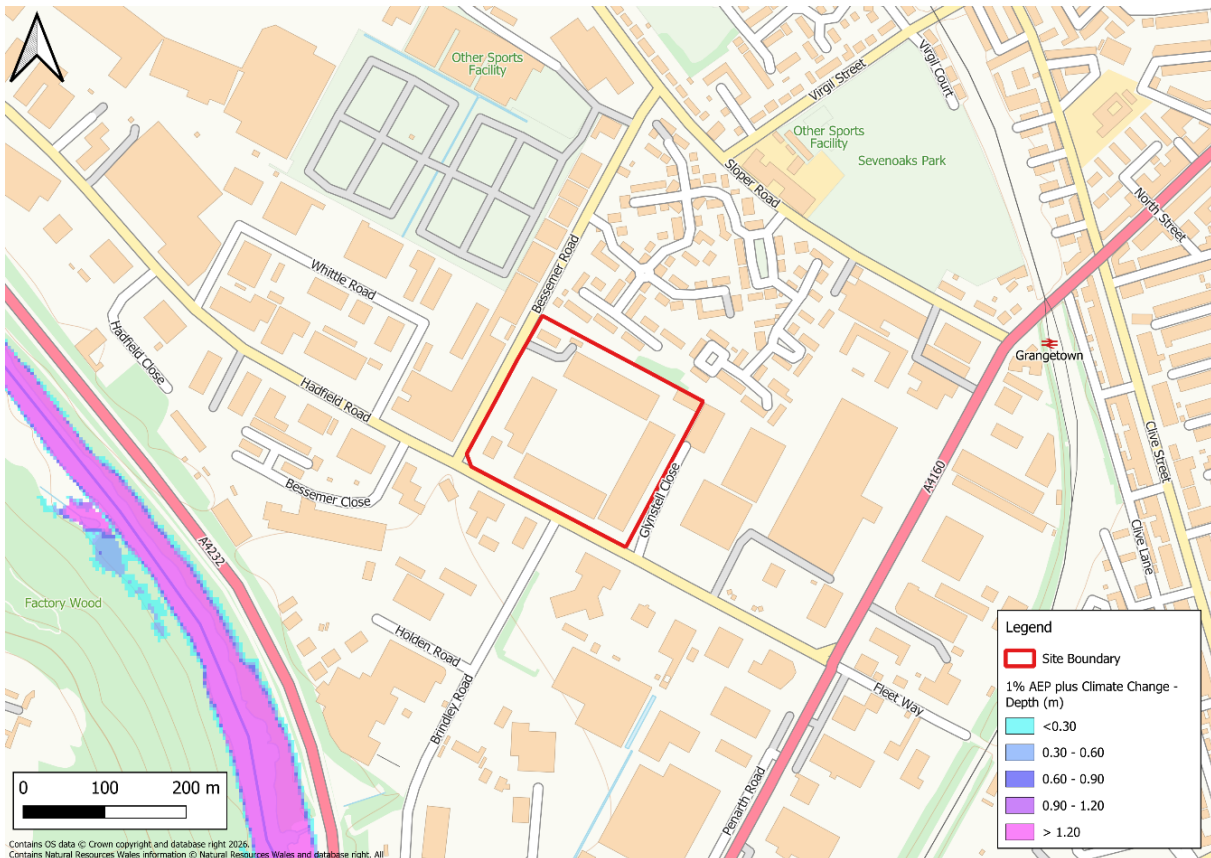 Other Sports
Facility
Virgil Street
Virgil Court
Other Sports
Facility
Sevenoaks Park
Sloper Road
North Street
Bessemer Road
Whittle Road
Hadfield Close
Hadfield Road
Grangetown
Clive Street
A4160
Glynstell Close
Bessemer Close
A4232
Clive Lane
Factory Wood
Holden Road
Brindley Road
Fleet Way
Penarth Road
Legend
Site Boundary
1% AEP plus Climate Change -
Depth (m)
<0.30
0.30 - 0.60
0.60 - 0.90
0.90 - 1.20
> 1.20
0 100 200 m
Contains OS data © Crown copyright and database right 2026.
Contains Natural Resources Wales information © Natural Resources Wales and database right. All